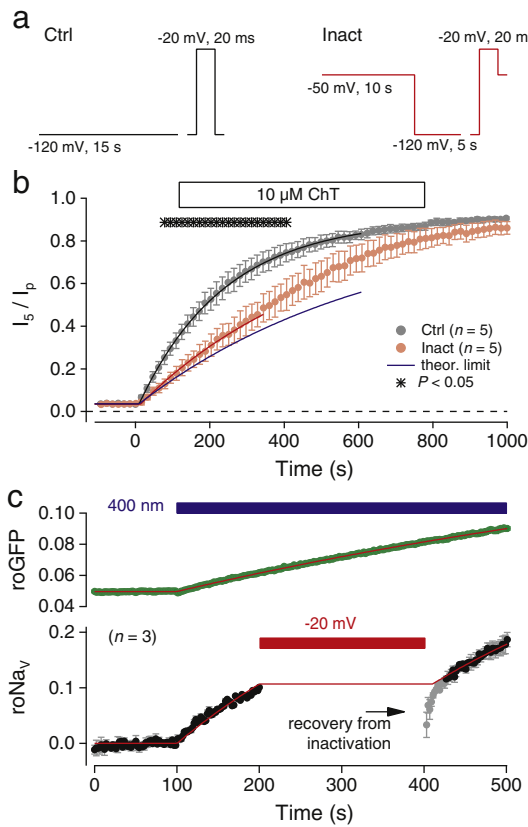 a
Ctrl
-20 mV, 20 ms
-120 mV, 15 s
Inact
-20 mV, 20 m
-50 mV, 10 s
-120 mV, 5 s
b
10 µM ChT
I5 / Ip
1.0
0.8
0.6
0.4
0.2
0.0
Ctrl (n = 5)
Inact (n = 5)
theor. limit
P < 0.05
0 200 400 600 800 1000
Time (s)
c
400 nm
roGFP
0.10
0.08
0.06
0.04
(n = 3)
-20 mV
roNaV
0.2
0.1
0.0
recovery from
inactivation
0 100 200 300 400 500
Time (s)